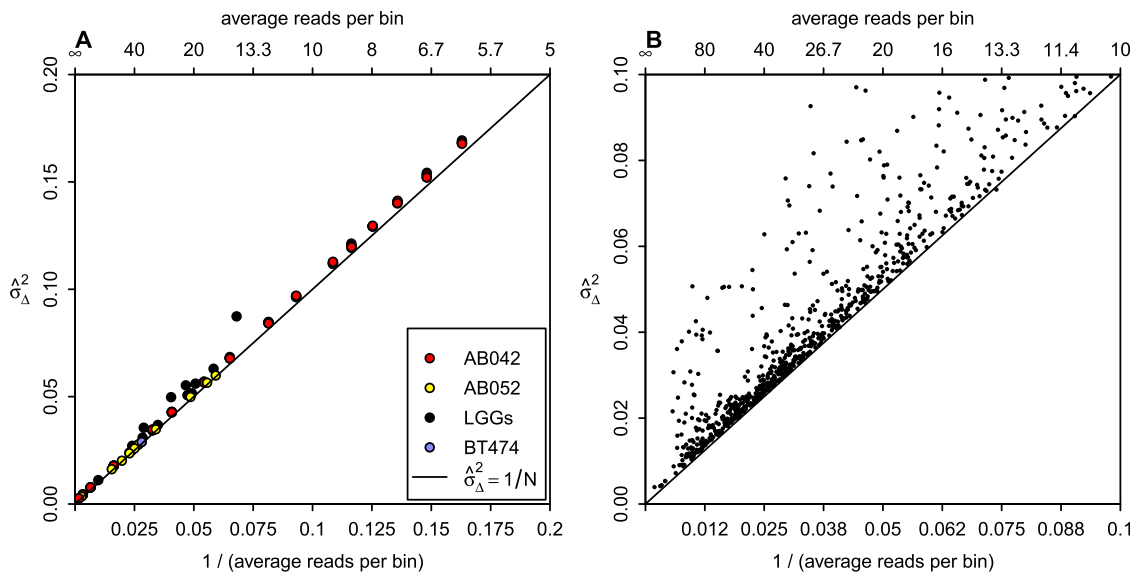 average reads per bin
A
∞ 40 20 13.3 10 8 6.7 5.7 5
0.20
0.15
0.10
0.05
0.00
σ̂²Δ
AB042
AB052
LGGs
BT474
σ̂²Δ = 1/N
0.025 0.05 0.075 0.1 0.125 0.15 0.175 0.2
1 / (average reads per bin)
average reads per bin
B
∞ 80 40 26.7 20 16 13.3 11.4 10
0.10
0.08
0.06
0.04
0.02
0.00
σ̂²Δ
0.012 0.025 0.038 0.05 0.062 0.075 0.088 0.1
1 / (average reads per bin)